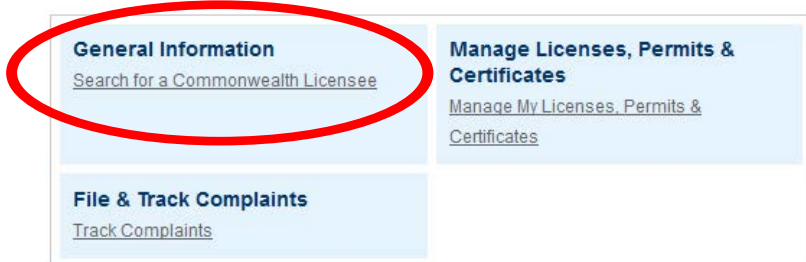 General Information
Search for a Commonwealth Licensee
Manage Licenses, Permits &
Certificates
Manage My Licenses, Permits &
Certificates
File & Track Complaints
Track Complaints